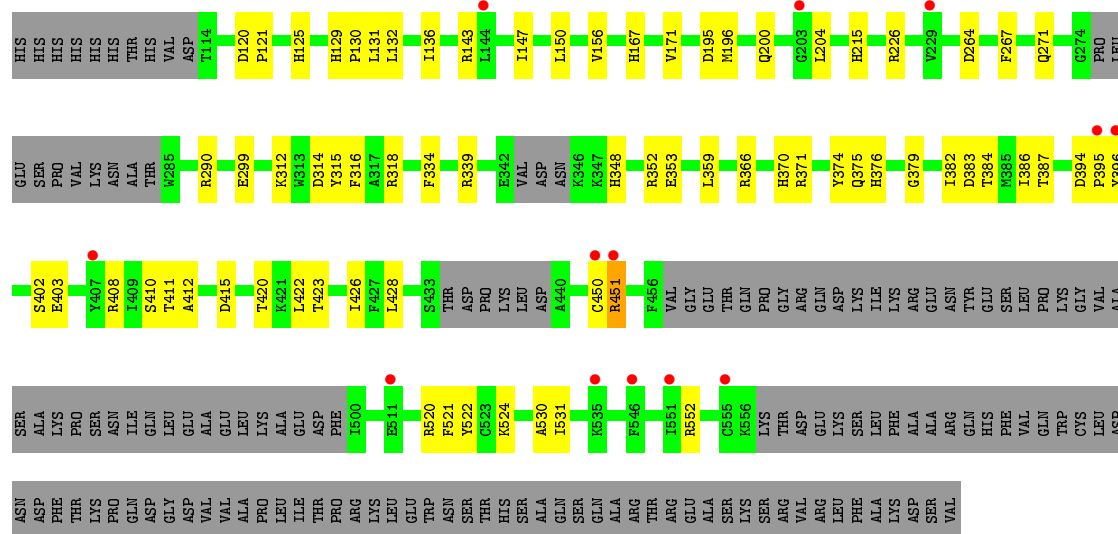 HIS HIS HIS HIS HIS HIS THR HIS VAL ASP T114 D120 P121 H125 H129 P130 L131 L132 I136 R143 L144 I147 L150 V156 H167 V171 D195 M196 Q200 G203 L204 H215 R226 V229 D264 F267 Q271 G274 PRO LEU
GLU SER PRO VAL LYS ASN ALA THR W285 R290 E299 K312 W313 D314 Y315 F316 A317 R318 F334 R339 E342 VAL ASP ASN K346 K347 H348 R352 E353 L359 R366 H370 R371 Y374 Q375 H376 G379 I382 D383 T384 M385 I386 T387 D394 P395 Y396
S402 E403 Y407 R408 I409 S410 T411 A412 D415 T420 K421 L422 T423 I426 F427 L428 S433 THR ASP PRO LYS LEU ASP A440 C450 R451 F456 VAL GLY GLU THR GLN PRO GLY ARG GLN ASP LYS ILE LYS ARG GLU ASN TYR GLU SER LEU PRO LYS GLY VAL ALA
SER ALA LYS PRO SER ASN ILE GLN LEU GLU ALA GLU LEU LYS ALA GLU ASP PHE I500 E511 R520 F521 Y522 C523 K524 A530 I531 K535 F546 I551 R552 C555 K556 LYS THR ASP VAL GLU LYS SER LEU PHE ALA ALA ARG GLN HIS PHE VAL GLN TRP CYS LEU ASP
ASN ASP PHE THR LYS PRO GLN ASP GLY ASP VAL VAL ALA PRO LEU ILE THR PRO ARG LYS LEU GLU TRP ASN SER THR HIS SER ALA GLN SER GLN ALA ARG THR ARG GLU ALA SER LYS SER ARG VAL ARG LEU PHE ALA LYS ASP SER VAL